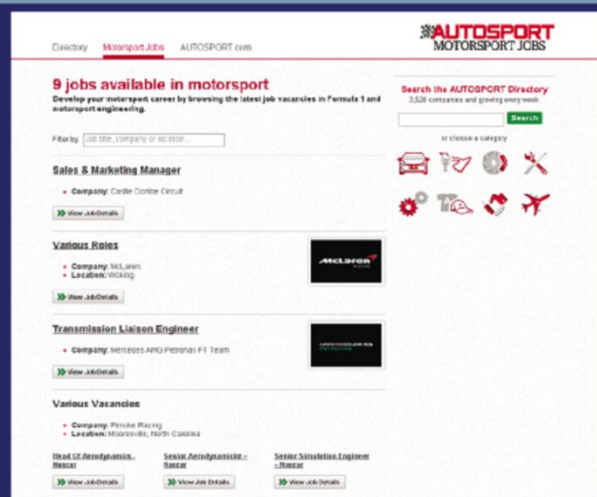 AUTOSPORT
MOTORSPORT JOBS
Directory
Motorsport Jobs
AUTOSPORT.com
9 jobs available in motorsport
Develop your motorsport career by browsing the latest job vacancies in Formula 1 and
motorsport engineering.
Filter by: Job title, company or location...
Sales & Marketing Manager
Company: Castle Combe Circuit
View Job Details
Various Roles
Company: McLaren
Location: Woking
View Job Details
McLaren
Transmission Liaison Engineer
Company: Mercedes AMG Petronas F1 Team
View Job Details
Various Vacancies
Company: Penske Racing
Location: Mooresville, North Carolina
Head Of Aerodynamics -
Nascar
View Job Details
Senior Aerodynamicist -
Nascar
View Job Details
Senior Simulation Engineer
- Nascar
View Job Details
Search the AUTOSPORT Directory
3,528 companies and growing every week
Search
or choose a category